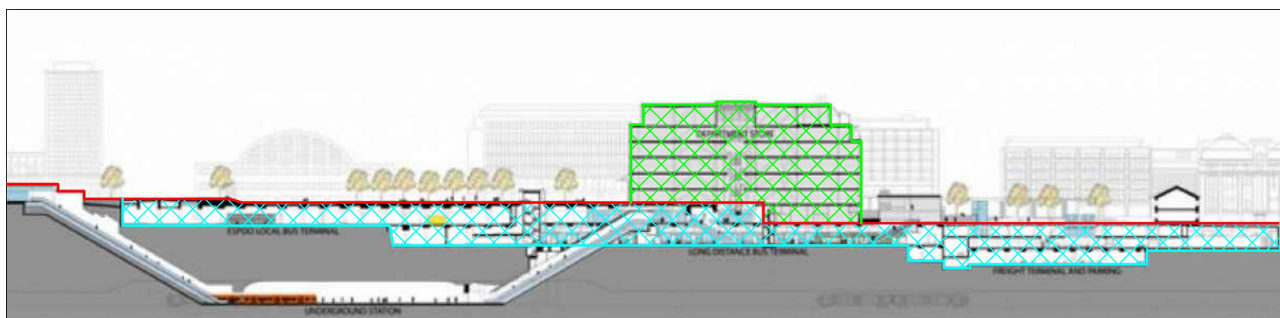 DEPARTMENT STORE
ESPOO LOCAL BUS TERMINAL
LONG DISTANCE BUS TERMINAL
FREIGHT TERMINAL AND PARKING
UNDERGROUND STATION